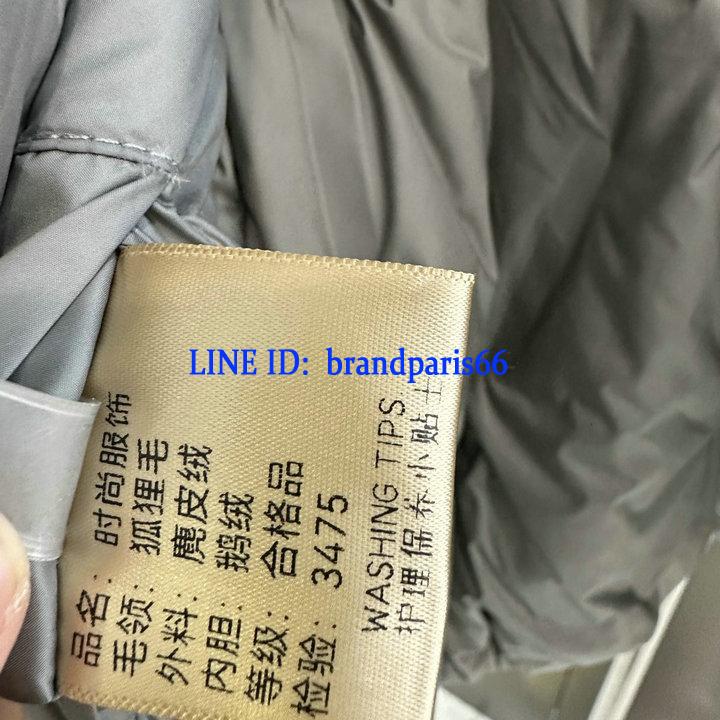 LINE ID: brandparis66
品名: 时尚服饰
毛领: 狐狸毛
外料: 麂皮绒
内胆: 鹅绒
等级: 合格品
检验: 3475
WASHING TIPS
护理保养小贴士